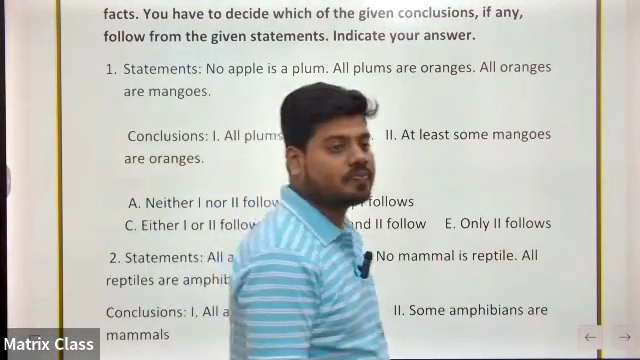 facts. You have to decide which of the given conclusions, if any,
follow from the given statements. Indicate your answer.
1. Statements: No apple is a plum. All plums are oranges. All oranges
are mangoes.
Conclusions: I. All plums II. At least some mangoes
are oranges.
A. Neither I nor II follow follows
C. Either I or II follow and II follow E. Only II follows
2. Statements: All No mammal is reptile. All
reptiles are
Conclusions: I. All II. Some amphibians are
mammals
Matrix Class